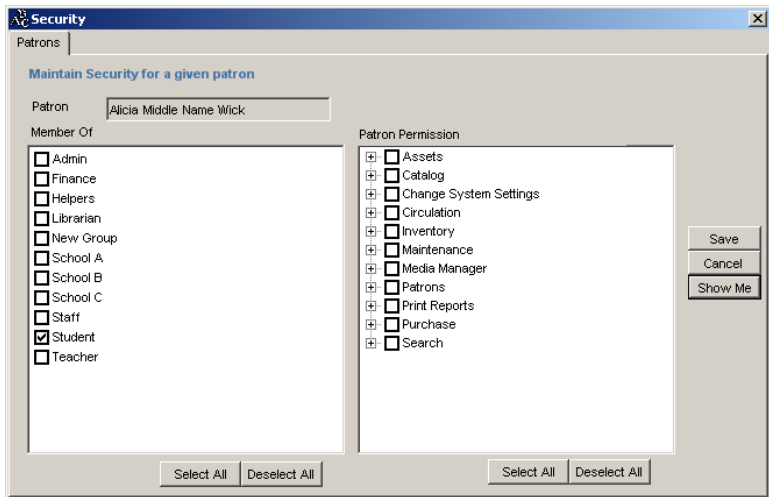 Security
Patrons
Maintain Security for a given patron
Patron
Alicia Middle Name Wick
Member Of
Admin
Finance
Helpers
Librarian
New Group
School A
School B
School C
Staff
Student
Teacher
Select All
Deselect All
Patron Permission
Assets
Catalog
Change System Settings
Circulation
Inventory
Maintenance
Media Manager
Patrons
Print Reports
Purchase
Search
Select All
Deselect All
Save
Cancel
Show Me